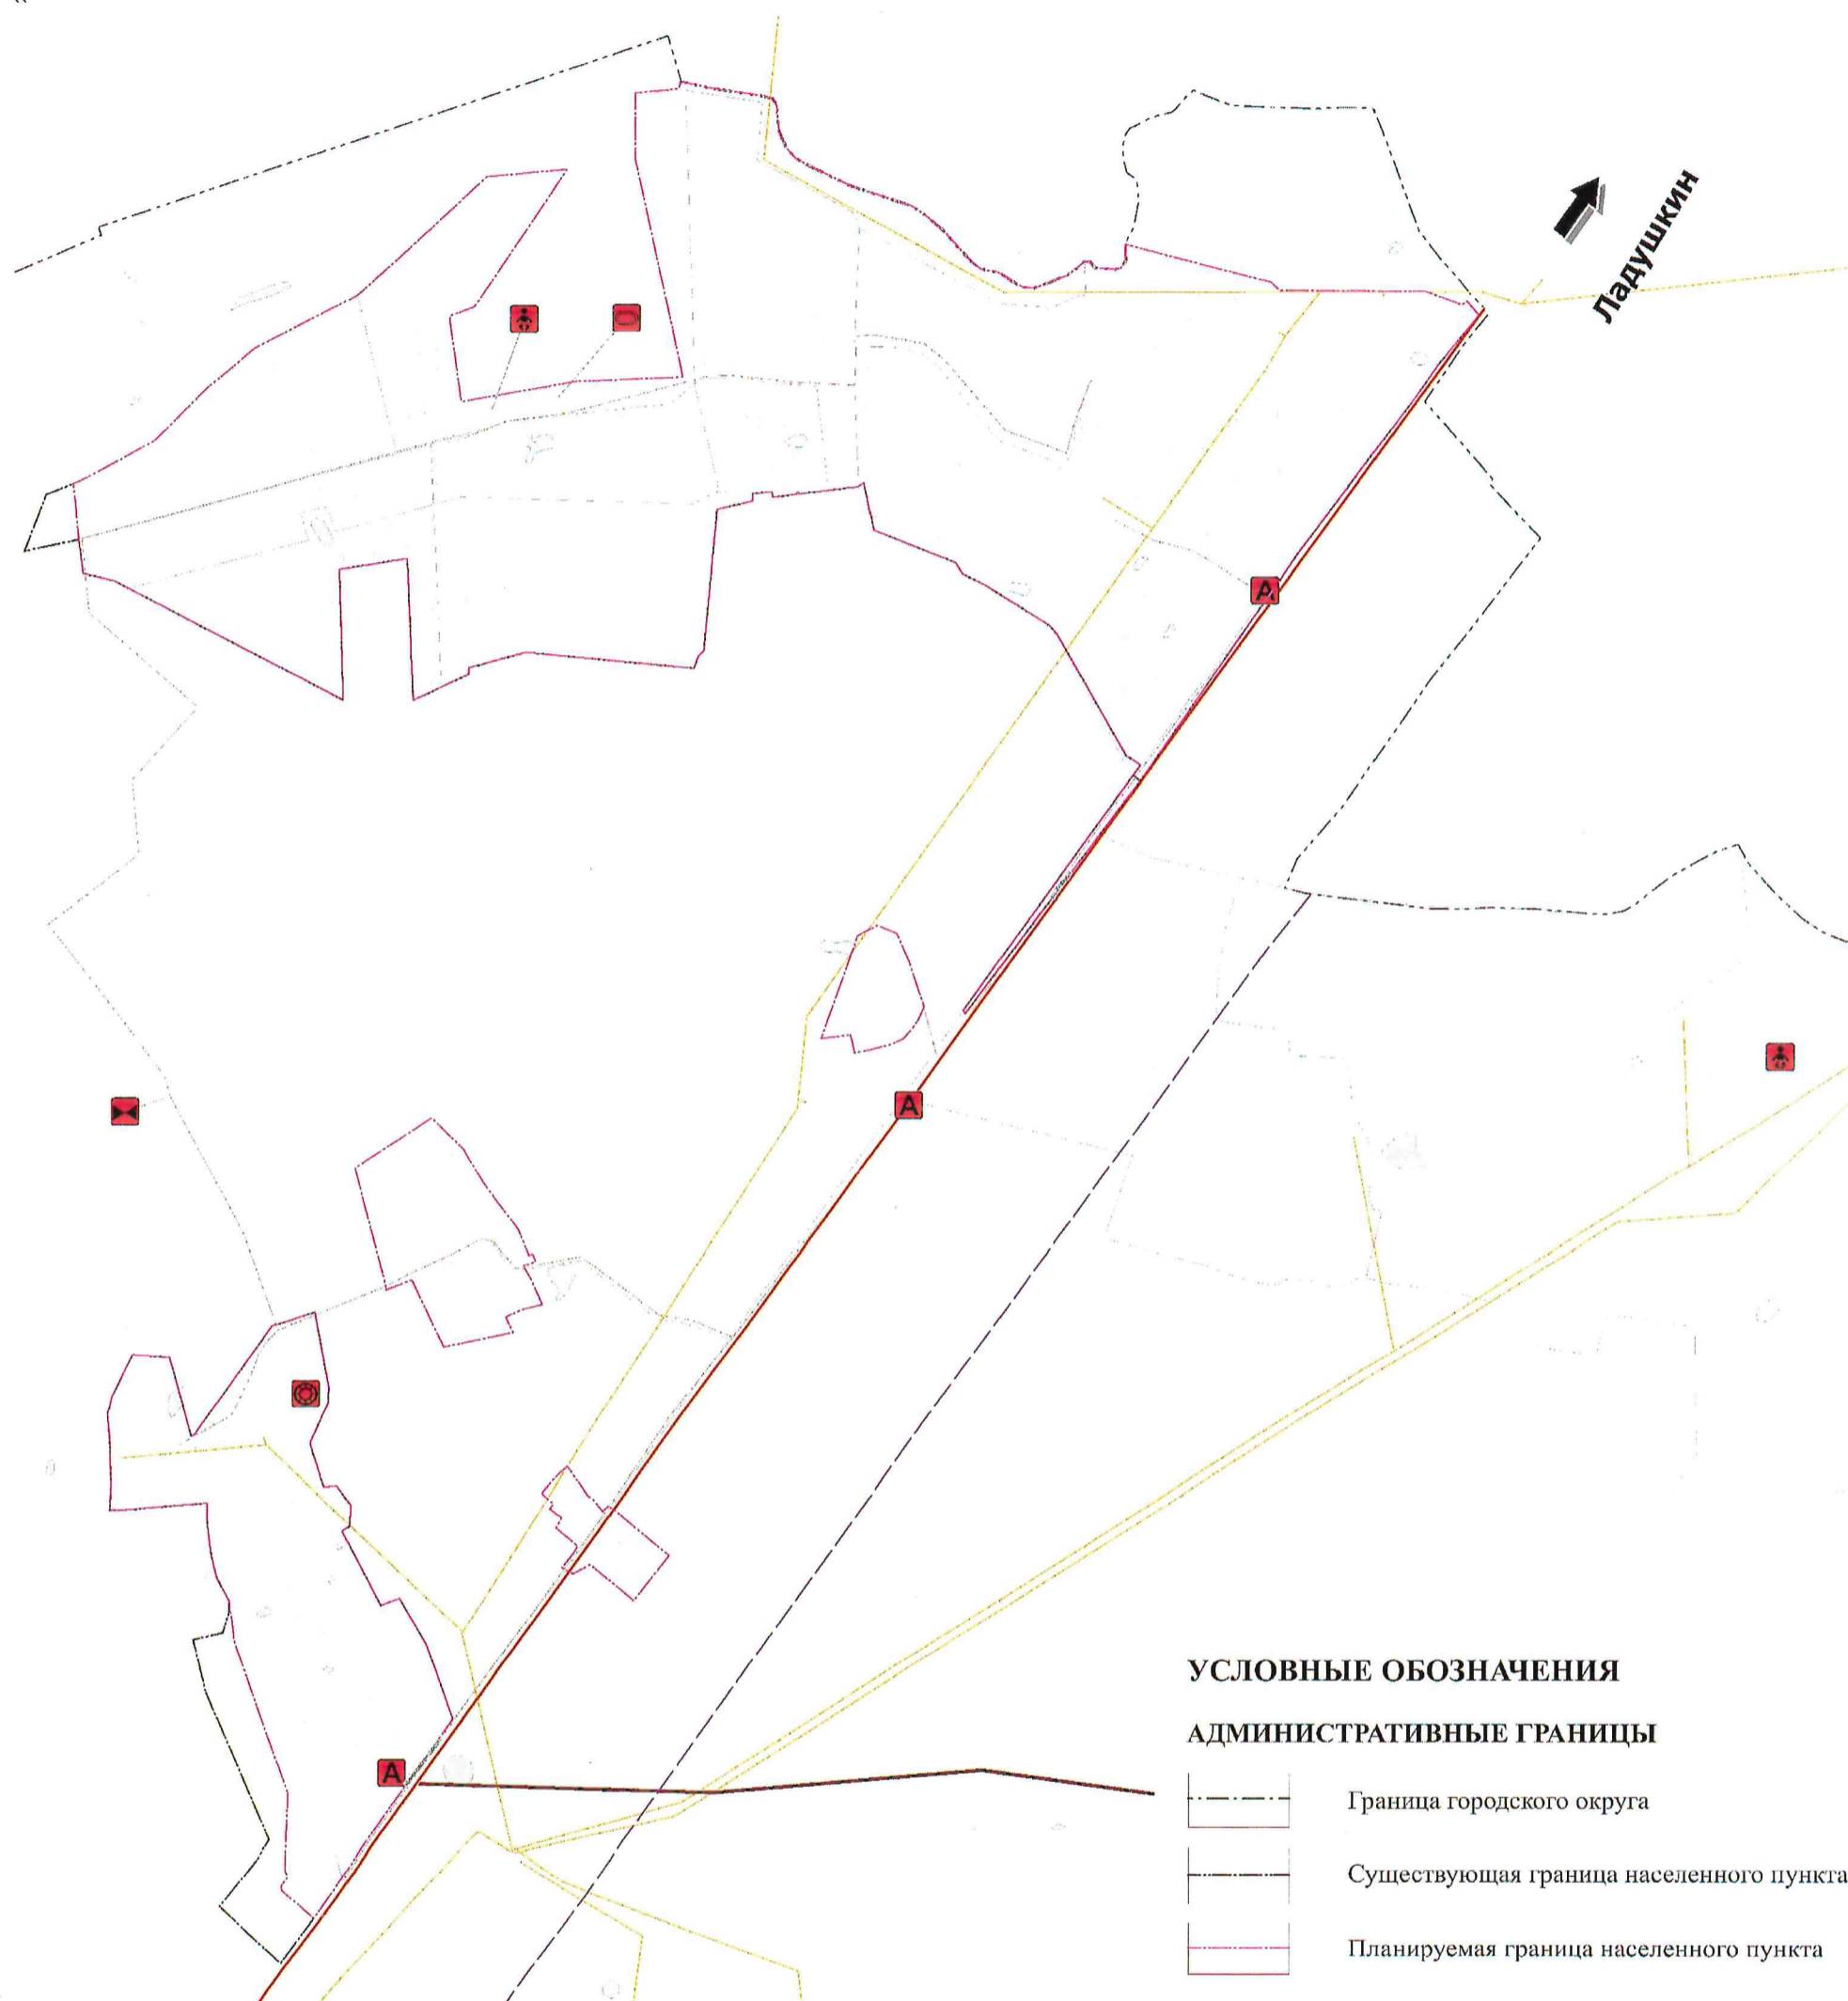 Ладушкин
А
А
А
УСЛОВНЫЕ ОБОЗНАЧЕНИЯ
АДМИНИСТРАТИВНЫЕ ГРАНИЦЫ
Граница городского округа
Существующая граница населенного пункта
Планируемая граница населенного пункта